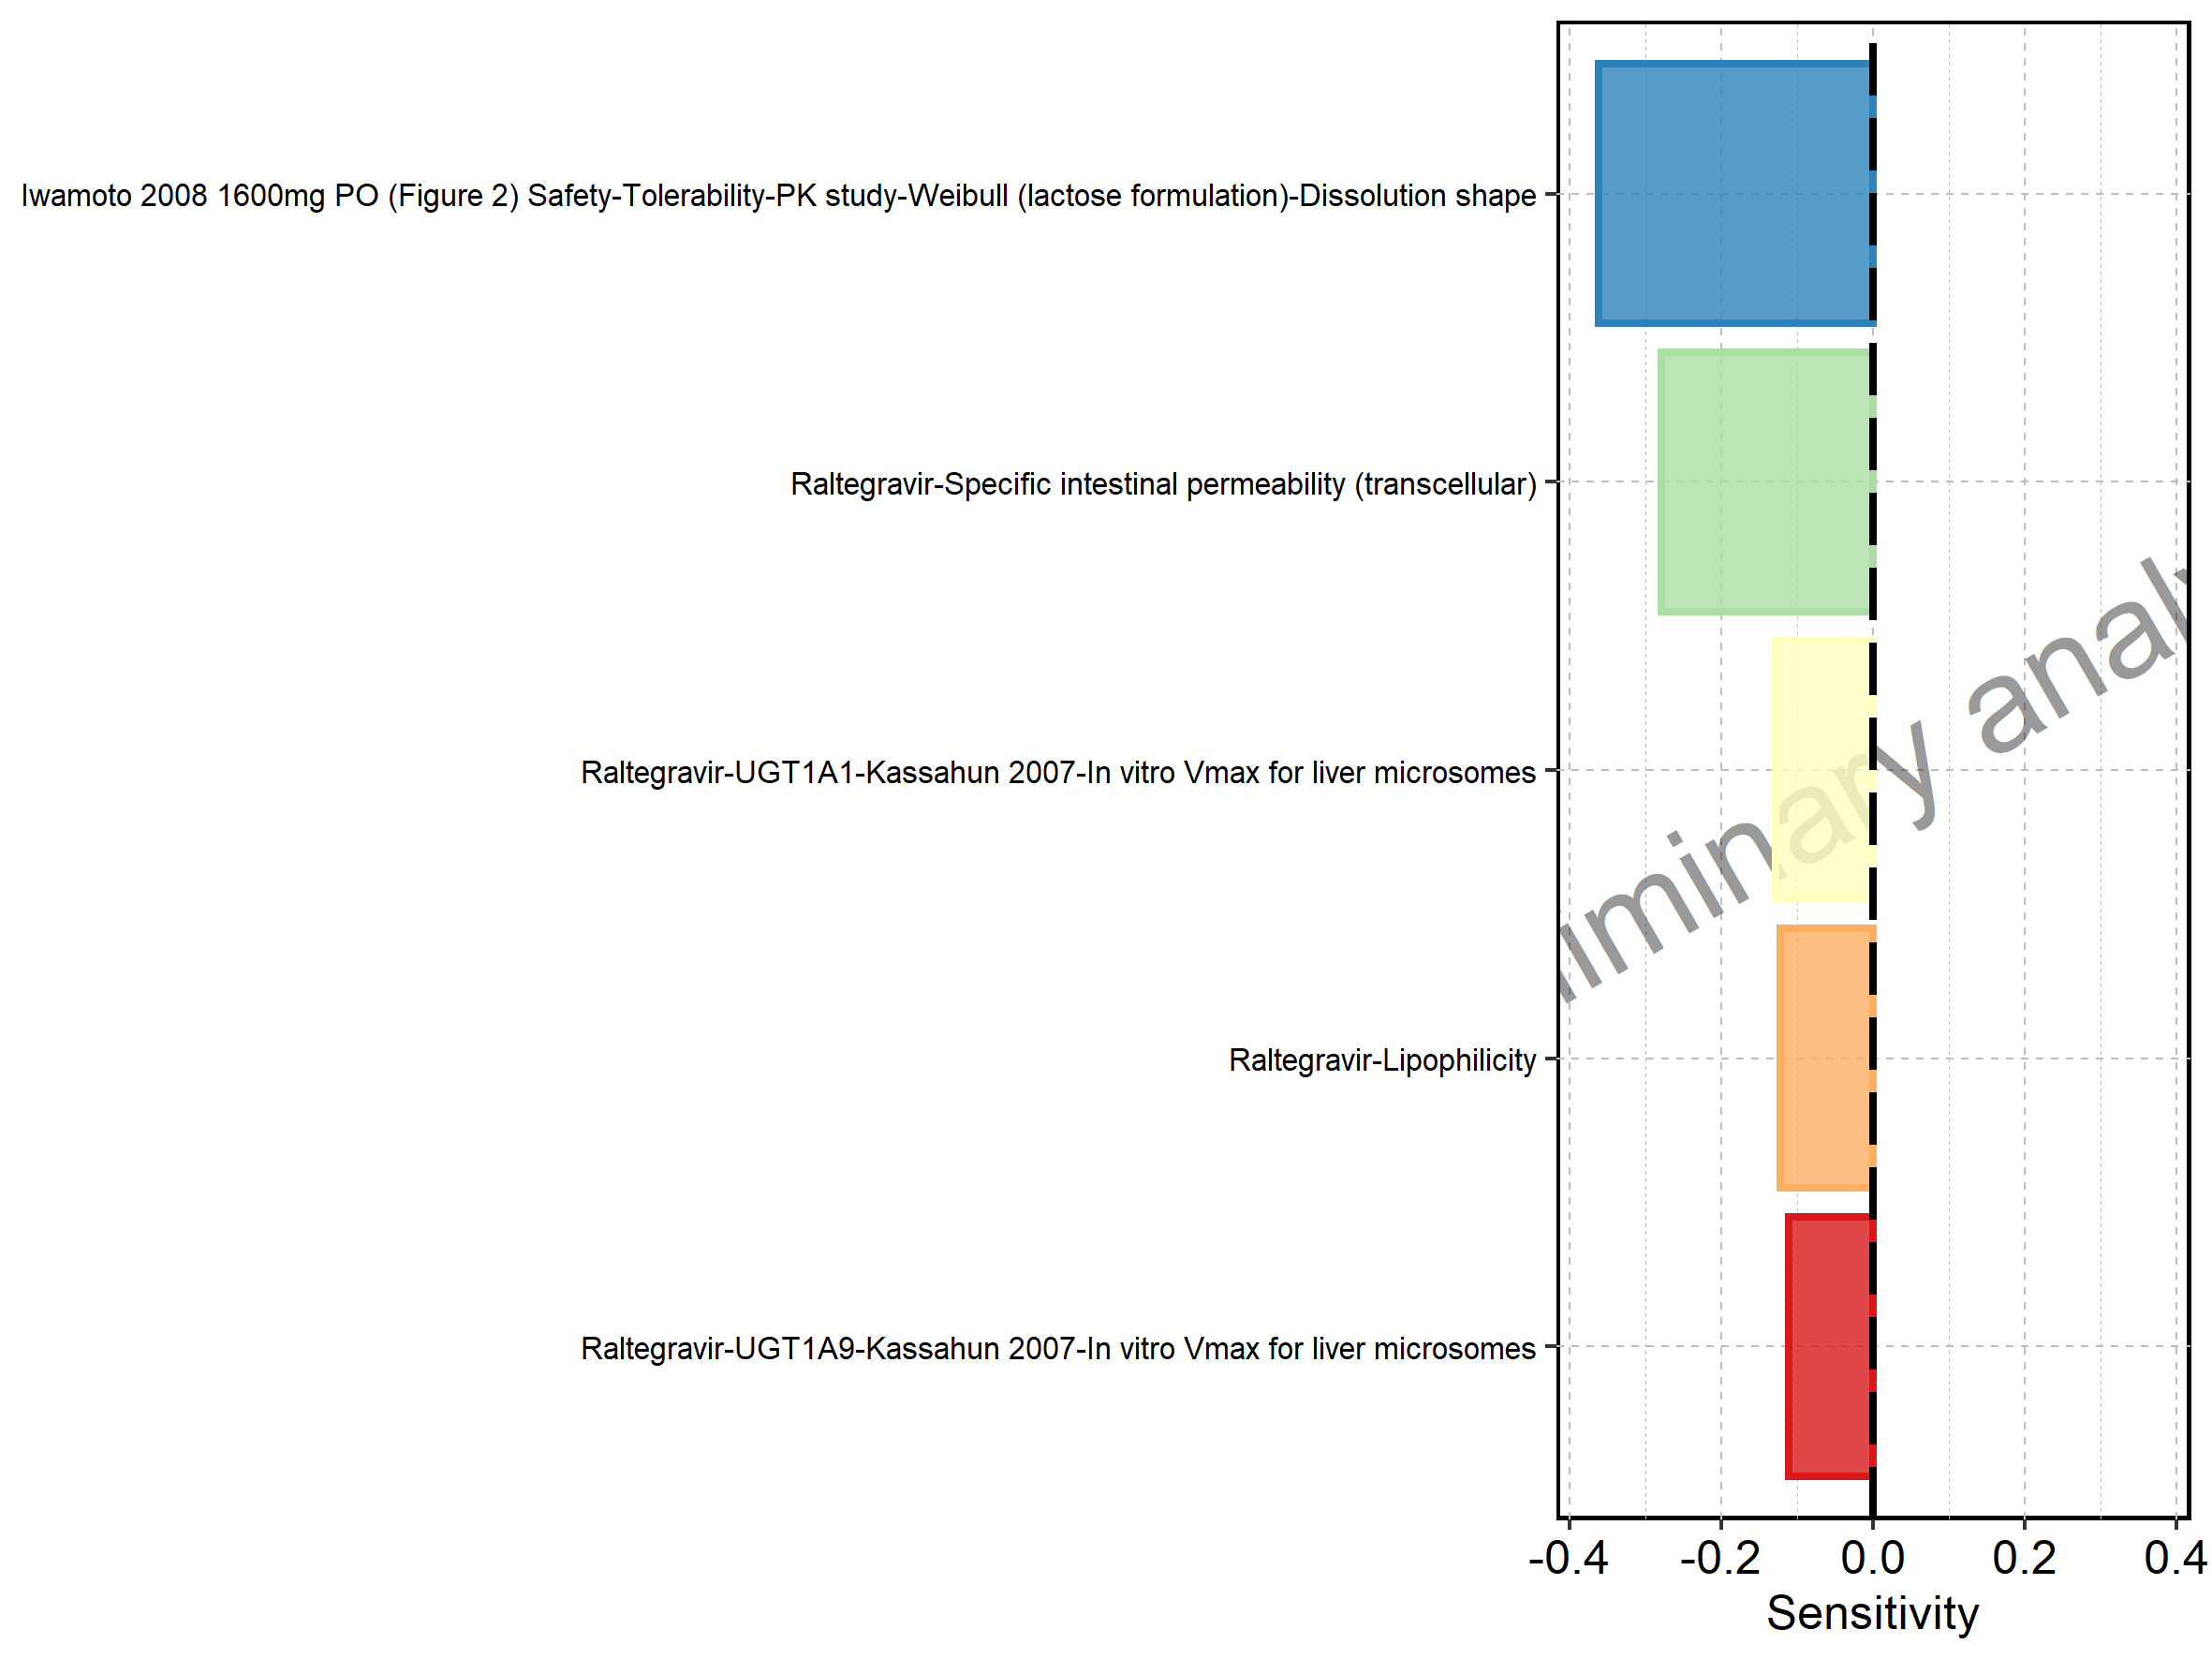 Iwamoto 2008 1600mg PO (Figure 2) Safety-Tolerability-PK study-Weibull (lactose formulation)-Dissolution shape
Raltegravir-Specific intestinal permeability (transcellular)
Raltegravir-UGT1A1-Kassahun 2007-In vitro Vmax for liver microsomes
Raltegravir-Lipophilicity
Raltegravir-UGT1A9-Kassahun 2007-In vitro Vmax for liver microsomes
-0.4 -0.2 0.0 0.2 0.4
Sensitivity